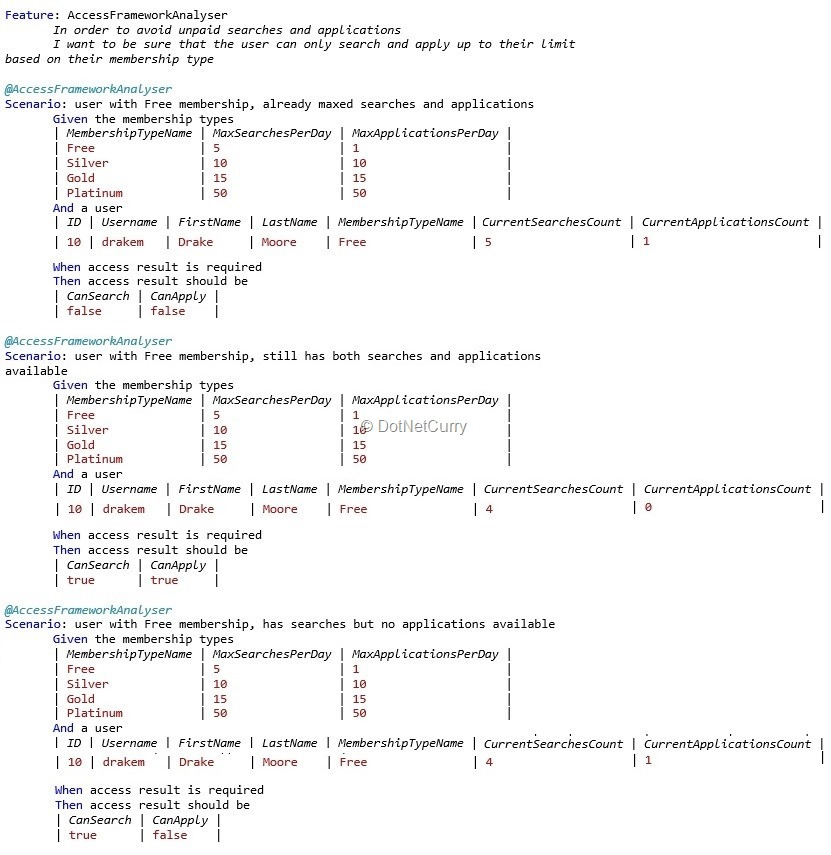 Feature: AccessFrameworkAnalyser
In order to avoid unpaid searches and applications
I want to be sure that the user can only search and apply up to their limit
based on their membership type
@AccessFrameworkAnalyser
Scenario: user with Free membership, already maxed searches and applications
Given the membership types
| MembershipTypeName | MaxSearchesPerDay | MaxApplicationsPerDay |
| Free | 5 | 1 |
| Silver | 10 | 10 |
| Gold | 15 | 15 |
| Platinum | 50 | 50 |
And a user
| ID | Username | FirstName | LastName | MembershipTypeName | CurrentSearchesCount | CurrentApplicationsCount |
| 10 | drakem | Drake | Moore | Free | 5 | 1 |
When access result is required
Then access result should be
| CanSearch | CanApply |
| false | false |
@AccessFrameworkAnalyser
Scenario: user with Free membership, still has both searches and applications
available
Given the membership types
| MembershipTypeName | MaxSearchesPerDay | MaxApplicationsPerDay |
| Free | 5 | 1 |
| Silver | 10 | 10 |
© DotNetCurry
| Gold | 15 | 15 |
| Platinum | 50 | 50 |
And a user
| ID | Username | FirstName | LastName | MembershipTypeName | CurrentSearchesCount | CurrentApplicationsCount |
| 10 | drakem | Drake | Moore | Free | 4 | 0 |
When access result is required
Then access result should be
| CanSearch | CanApply |
| true | true |
@AccessFrameworkAnalyser
Scenario: user with Free membership, has searches but no applications available
Given the membership types
| MembershipTypeName | MaxSearchesPerDay | MaxApplicationsPerDay |
| Free | 5 | 1 |
| Silver | 10 | 10 |
| Gold | 15 | 15 |
| Platinum | 50 | 50 |
And a user
| ID | Username | FirstName | LastName | MembershipTypeName | CurrentSearchesCount | CurrentApplicationsCount |
| 10 | drakem | Drake | Moore | Free | 4 | 1 |
When access result is required
Then access result should be
| CanSearch | CanApply |
| true | false |